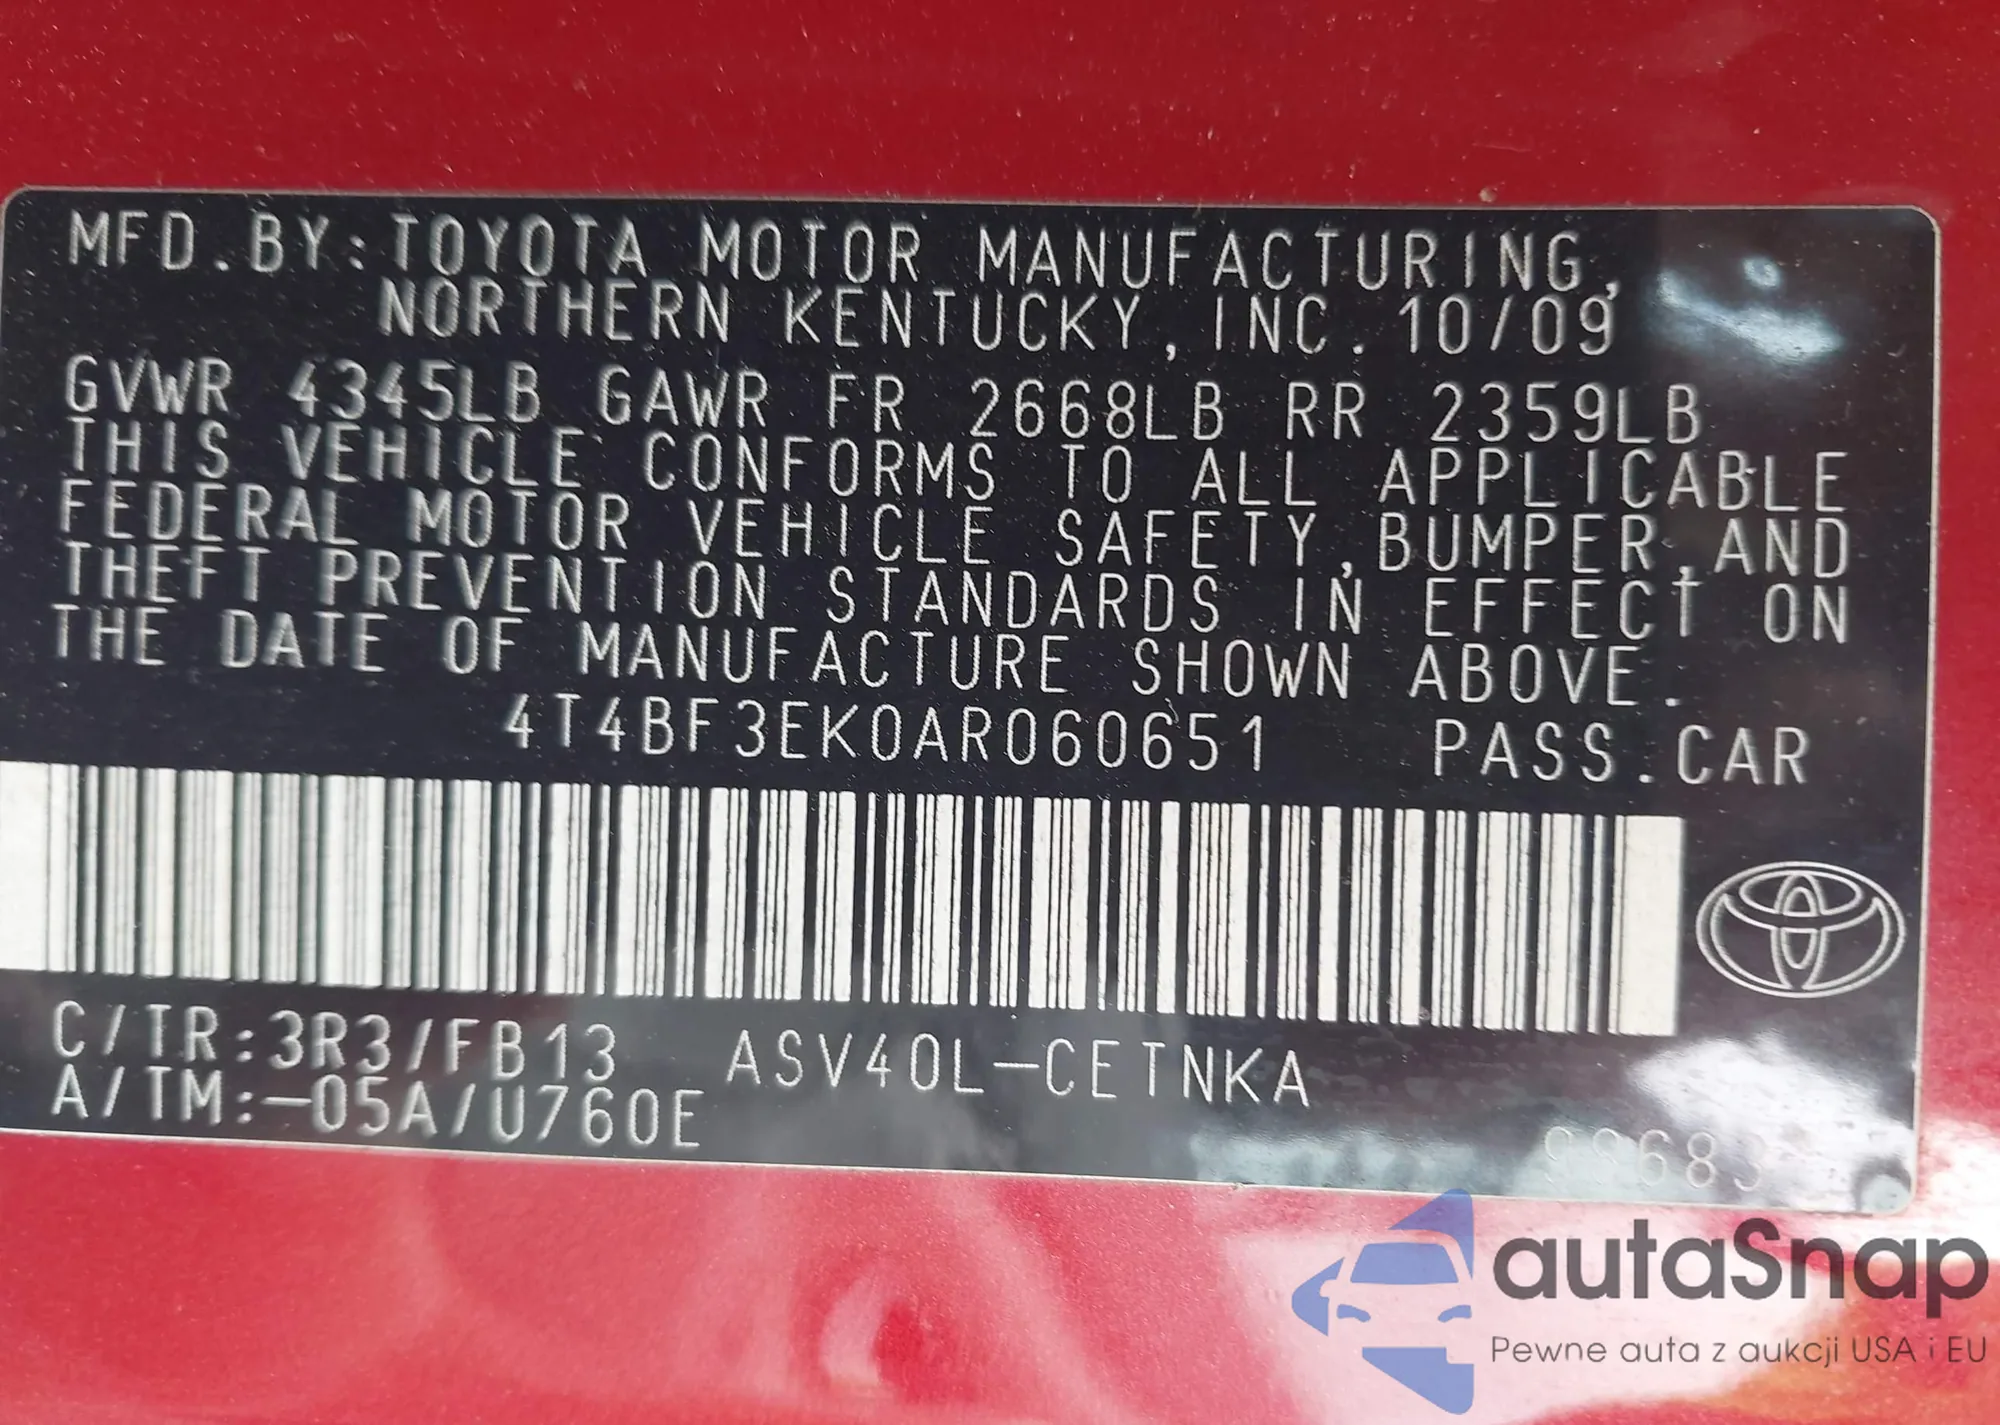 MFD.BY:TOYOTA MOTOR MANUFACTURING,
NORTHERN KENTUCKY, INC. 10/09
GVWR 4345LB GAWR FR 2668LB RR 2359LB
THIS VEHICLE CONFORMS TO ALL APPLICABLE
FEDERAL MOTOR VEHICLE SAFETY,BUMPER,AND
THEFT PREVENTION STANDARDS IN EFFECT ON
THE DATE OF MANUFACTURE SHOWN ABOVE.
4T4BF3EK0AR060651 PASS.CAR
C/TR:3R3/FB13 ASV40L-CETNKA
A/TM:-05A/U760E
autaSnap
Pewne auta z aukcji USA i EU